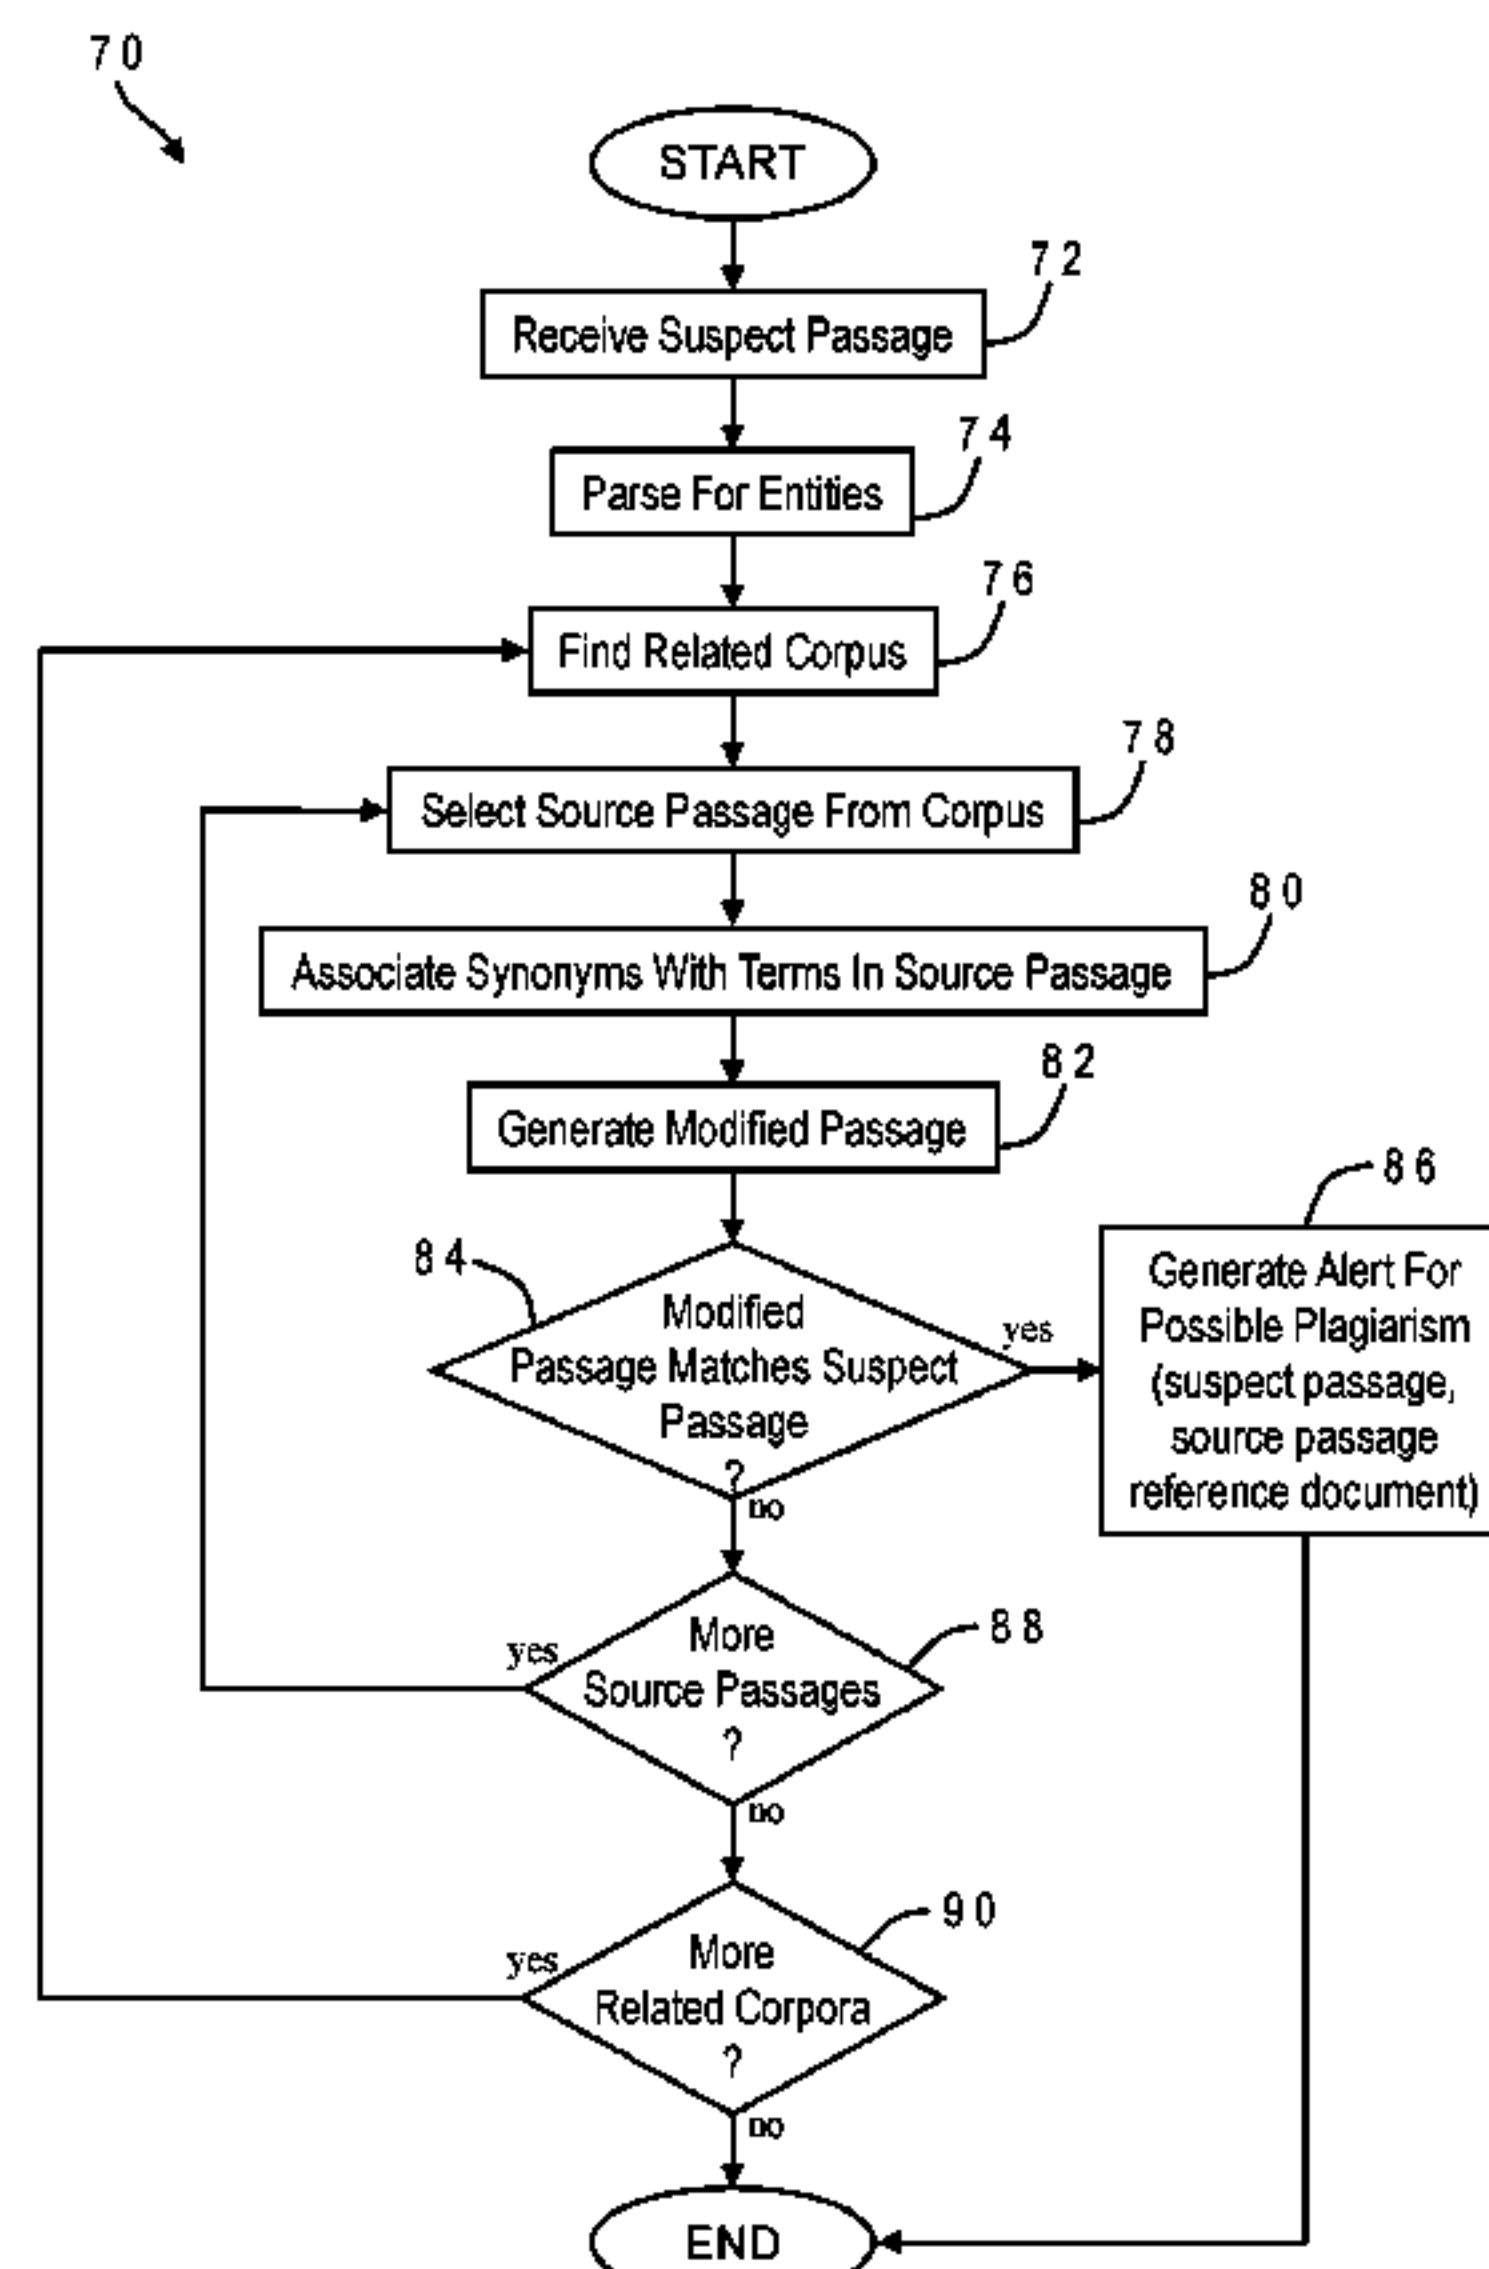 70
START
72
Receive Suspect Passage
74
Parse For Entities
76
Find Related Corpus
78
Select Source Passage From Corpus
80
Associate Synonyms With Terms In Source Passage
82
Generate Modified Passage
84
Modified
Passage Matches Suspect
Passage
?
yes
no
86
Generate Alert For
Possible Plagiarism
(suspect passage,
source passage
reference document)
88
More
Source Passages
?
yes
no
90
More
Related Corpora
?
yes
no
END